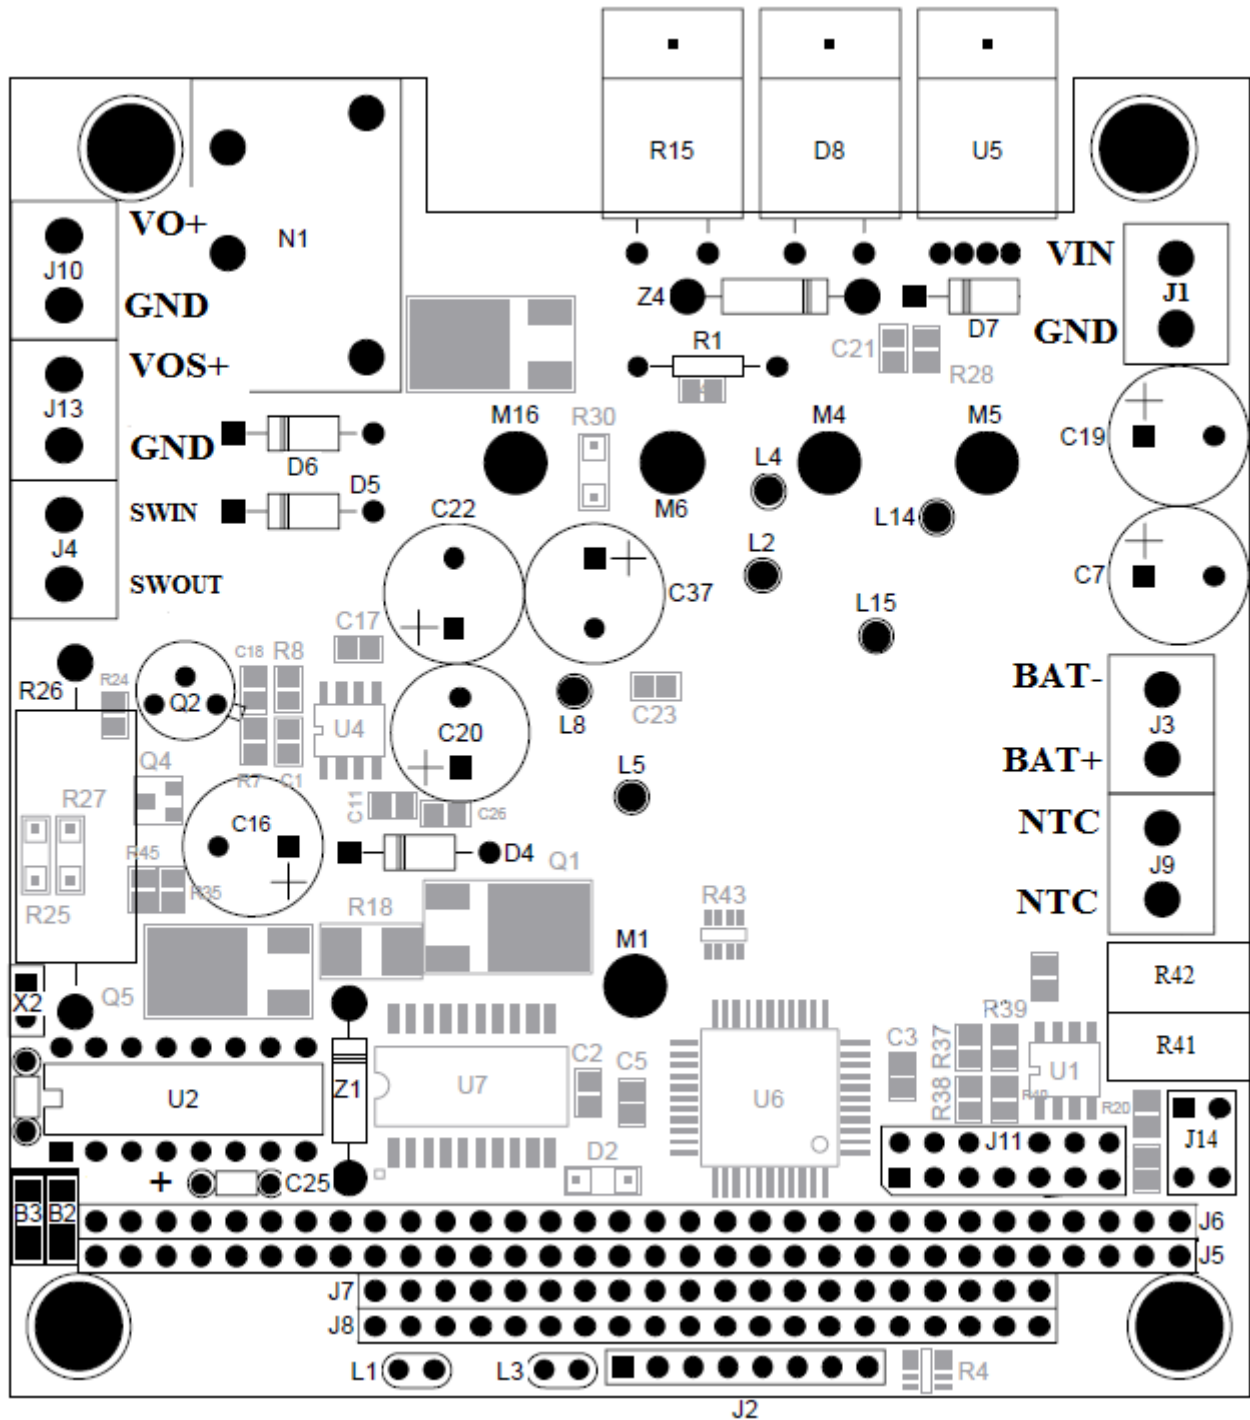 R15 D8 U5
VO+
N1
J10
VIN
Z4
J1
GND
D7
GND
R1
C21
R28
VOS+
J13
M16
R30
M4
M5
C19
GND
D6
L4
D5
M6
SWIN
C22
L14
J4
L2
C7
SWOUT
C37
L15
C17
C18
R8
BAT-
R26
R24
Q2
U4
C20
L8
C23
J3
Q4
R7
C1
L5
BAT+
R27
C11
C26
NTC
C16
D4
R45
Q1
J9
R35
R25
R18
R43
NTC
M1
Q5
R42
X2
R39
C3
R37
R41
C2
C5
U2
Z1
U7
U6
R38
R40
U1
R20
J11
J14
D2
+
C25
B3
B2
J6
J5
J7
J8
L1
L3
R4
J2